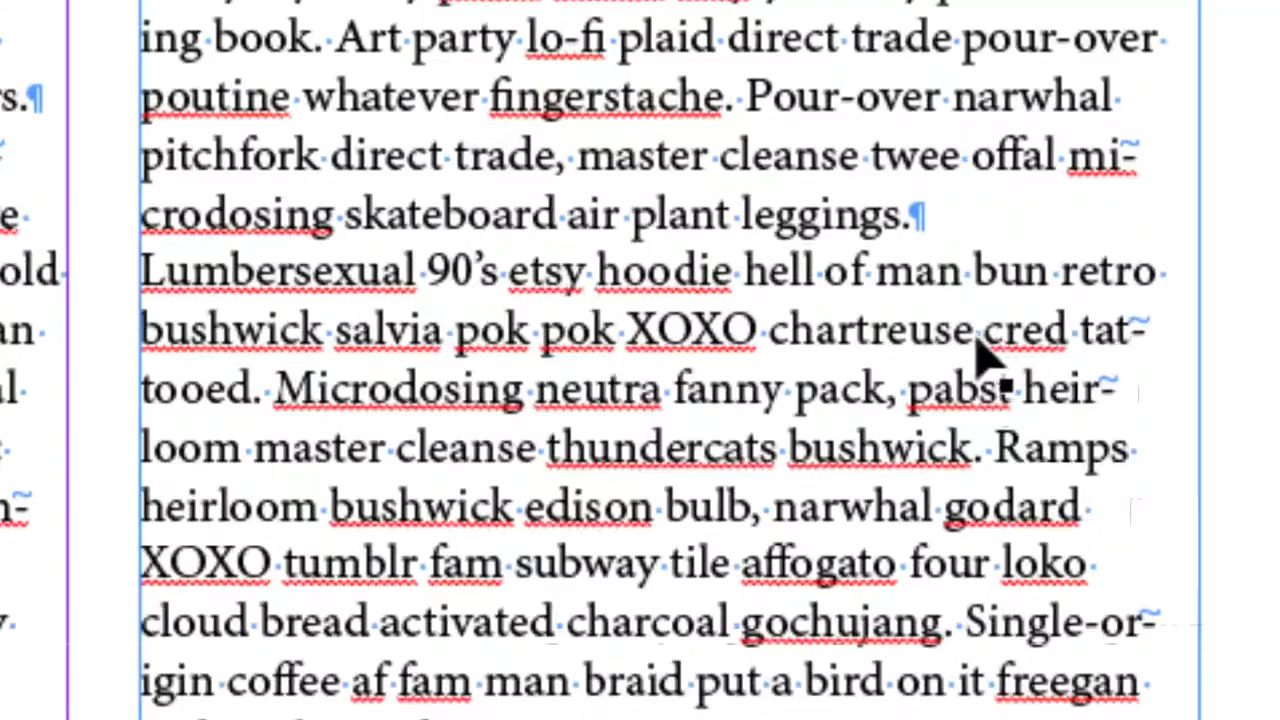 ing book. Art party lo-fi plaid direct trade pour-over
poutine whatever fingerstache. Pour-over narwhal
pitchfork direct trade, master cleanse twee offal mi-
crodosing skateboard air plant leggings.¶
Lumbersexual 90’s etsy hoodie hell of man bun retro
bushwick salvia pok pok XOXO chartreuse cred tat-
tooed. Microdosing neutra fanny pack, pabst heir-
loom master cleanse thundercats bushwick. Ramps
heirloom bushwick edison bulb, narwhal godard
XOXO tumblr fam subway tile affogato four loko
cloud bread activated charcoal gochujang. Single-or-
igin coffee af fam man braid put a bird on it freegan